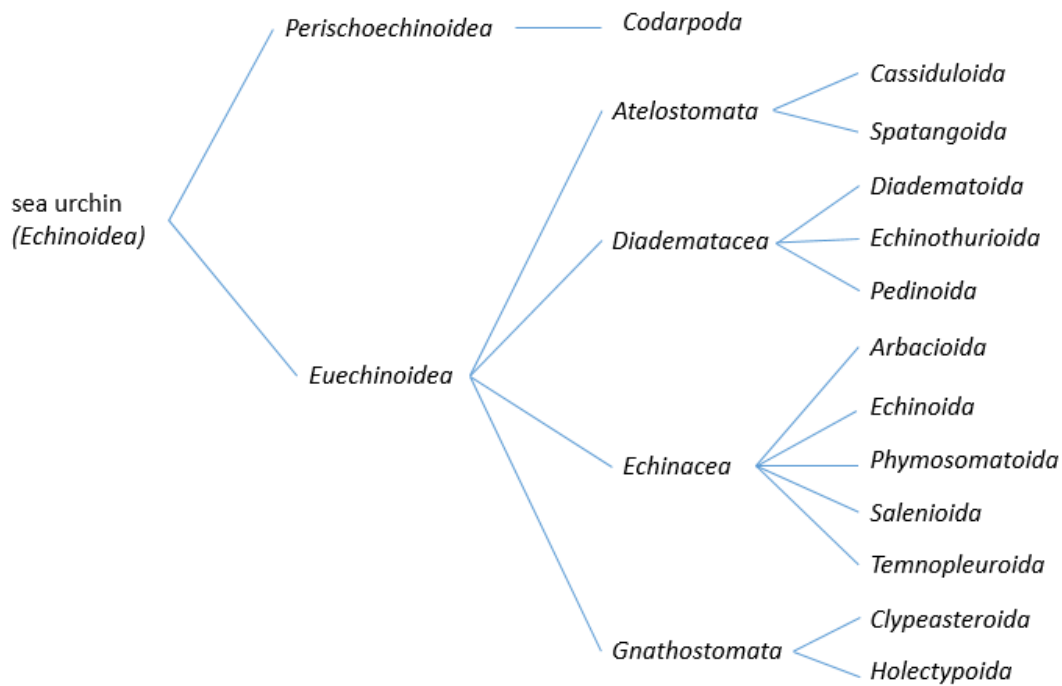 Perischoechinoidea
Codarpoda
Cassiduloida
Atelostomata
Spatangoida
sea urchin
(Echinoidea)
Diadematoida
Diadematacea
Echinothurioida
Pedinoida
Arbacioida
Euechinoidea
Echinoida
Echinacea
Phymosomatoida
Salenioida
Temnopleuroida
Clypeasteroida
Gnathostomata
Holectypoida